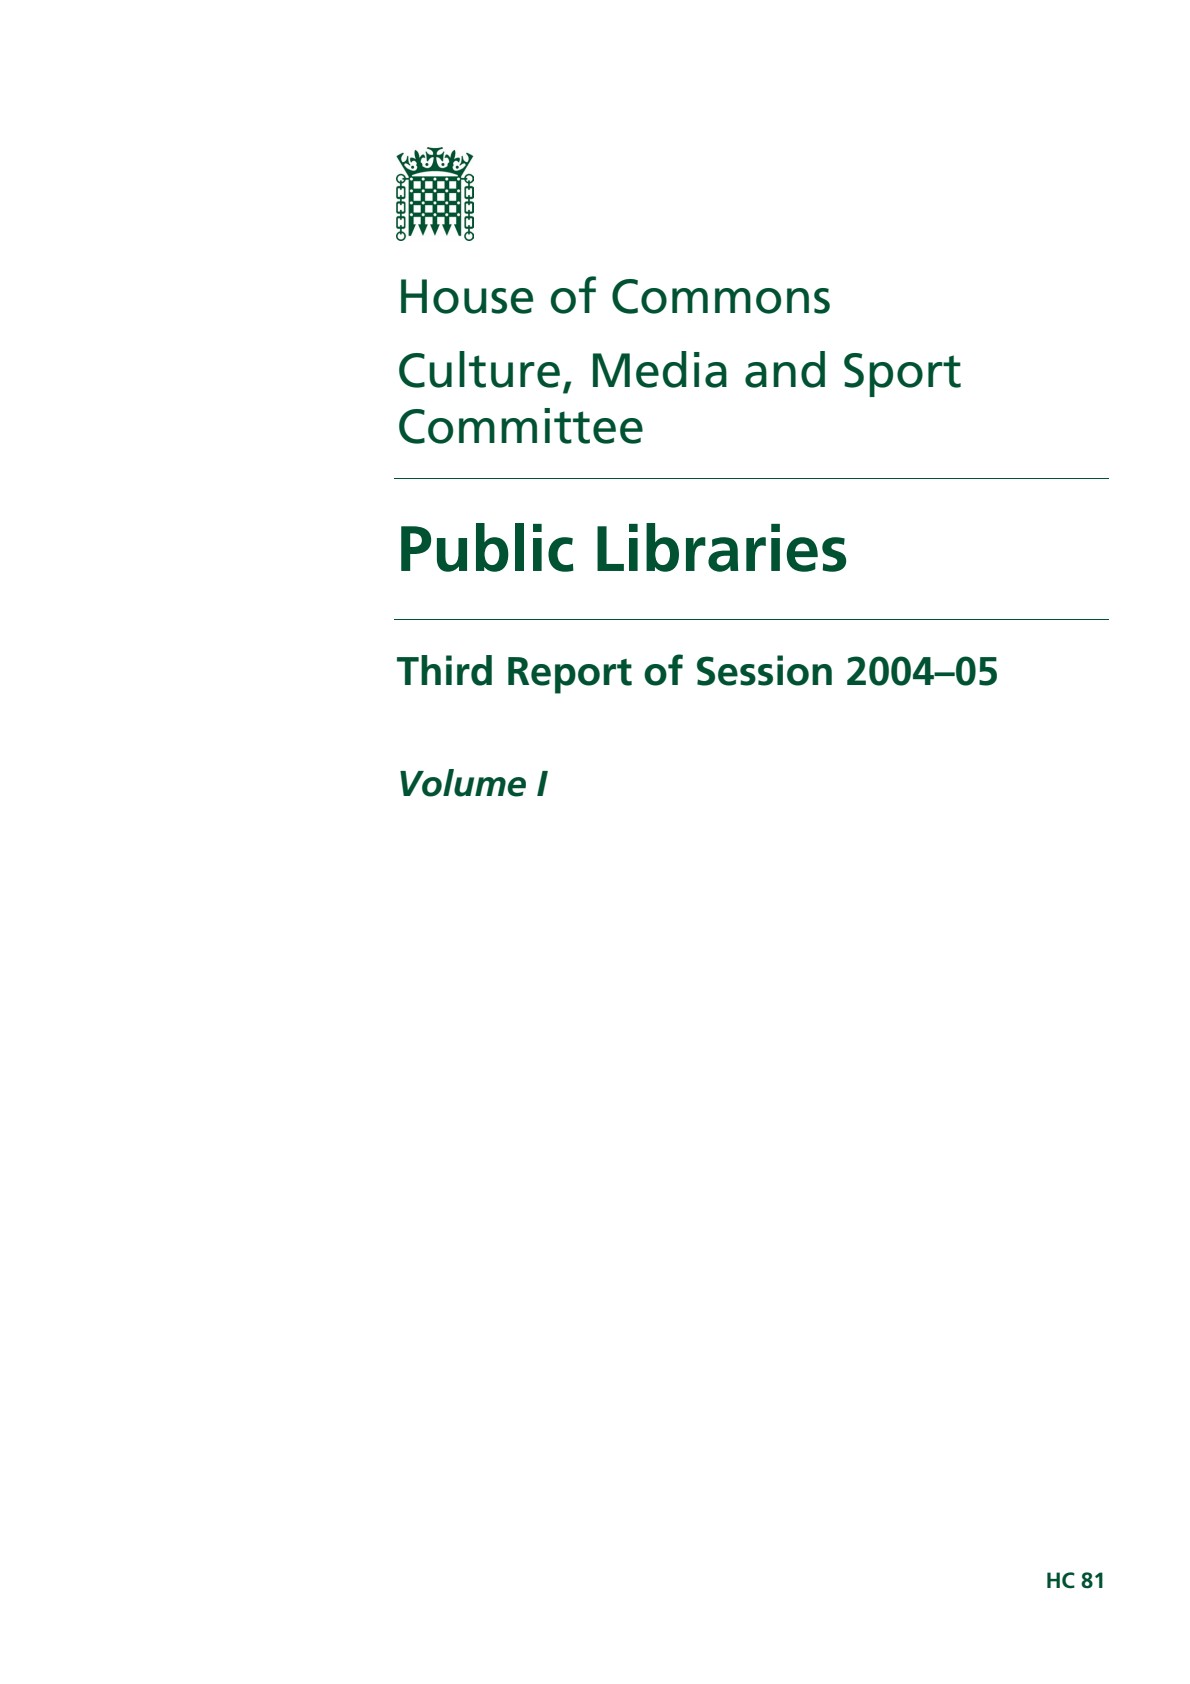 House of Commons
Culture, Media and Sport
Committee
Public Libraries
Third Report of Session 2004–05
Volume I
HC 81